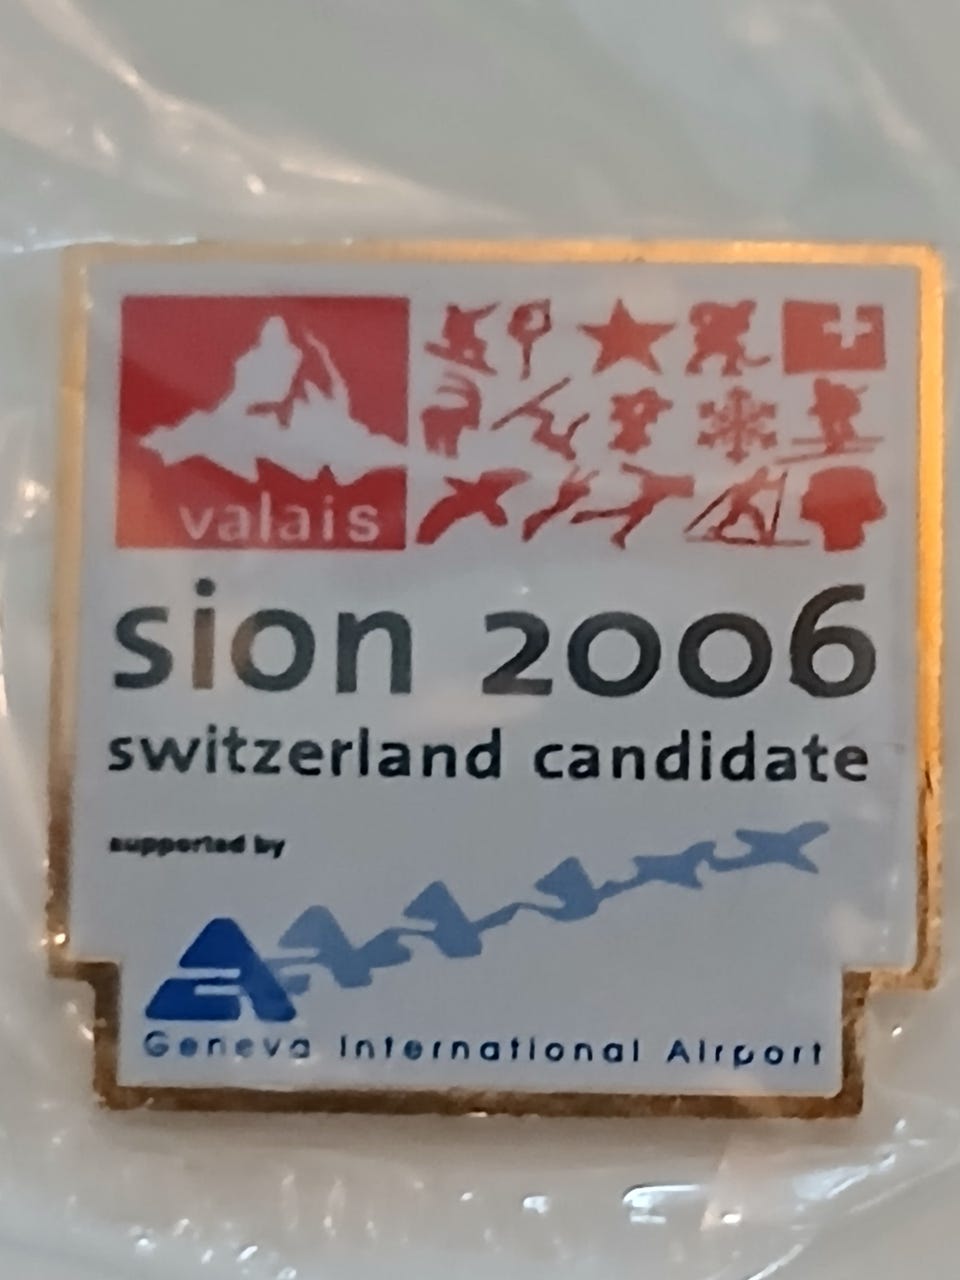 valais
sion 2006
switzerland candidate
supported by
Geneva International Airport